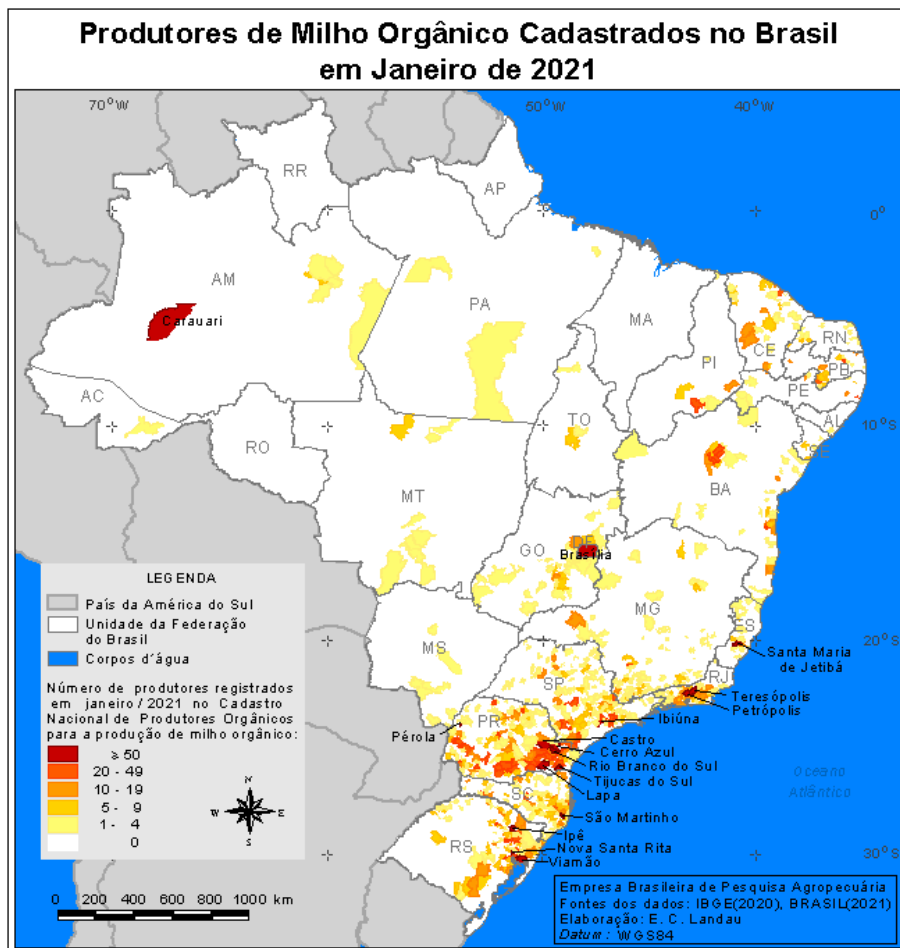 Produtores de Milho Orgânico Cadastrados no Brasil
em Janeiro de 2021
70°W
50°W
40°W
RR
AP
0°
AM
PA
Carauari
MA
CE
RN
PB
PI
PE
AC
AL
TO
10°S
SE
RO
BA
MT
DF
GO
Brasília
MG
ES
MS
20°S
Santa Maria
de Jetibá
RJ
SP
Teresópolis
Petrópolis
Ibiúna
PR
Pérola
Castro
Cerro Azul
Rio Branco do Sul
Tijucas do Sul
Lapa
SC
Oceano
Atlântico
São Martinho
Ipê
RS
Nova Santa Rita
Viamão
30°S
LEGENDA
País da América do Sul
Unidade da Federação
do Brasil
Corpos d'água
Número de produtores registrados
em janeiro/2021 no Cadastro
Nacional de Produtores Orgânicos
para a produção de milho orgânico:
≥ 50
20 - 49
10 - 19
5 - 9
1 - 4
0
N
W E
S
0 200 400 600 800 1000 km
Empresa Brasileira de Pesquisa Agropecuária
Fontes dos dados: IBGE(2020), BRASIL(2021)
Elaboração: E. C. Landau
Datum: WGS84